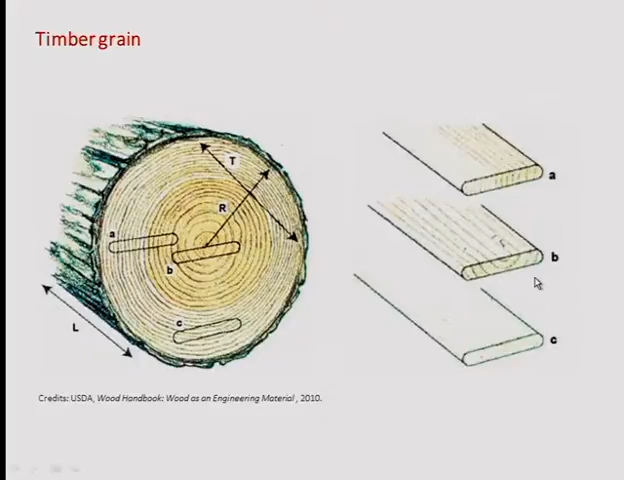 Timber grain
T
R
a
b
c
L
a
b
c
Credits: USDA, Wood Handbook: Wood as an Engineering Material , 2010.